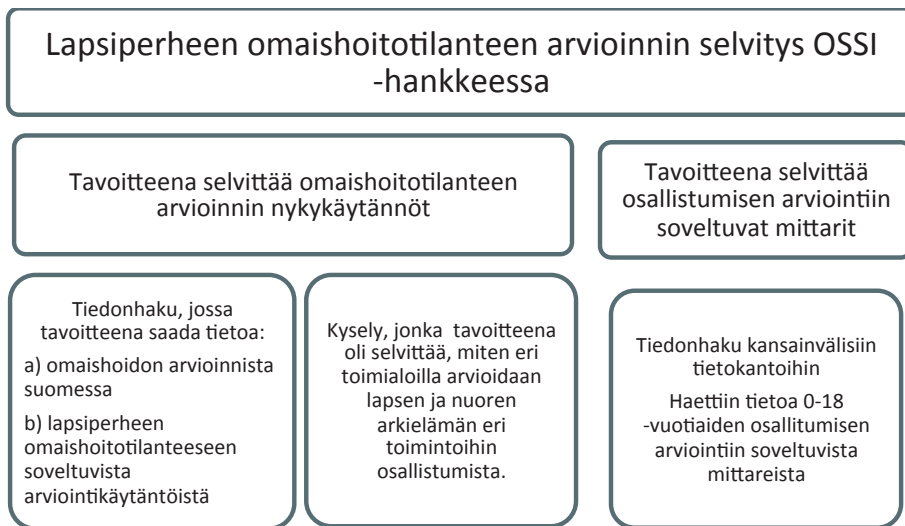 Lapsiperheen omaishoitotilanteen arvioinnin selvitys OSSI
-hankkeessa
Tavoitteena selvittää omaishoitotilanteen
arvioinnin nykykäytännöt
Tavoitteena selvittää
osallistumisen arviointiin
soveltuvat mittarit
Tiedonhaku, jossa
tavoitteena saada tietoa:
a) omaishoidon arvioinnista
suomessa
b) lapsiperheen
omaishoitotilanteeseen
soveltuvista
arviointikäytäntöistä
Kysely, jonka tavoitteena
oli selvittää, miten eri
toimialoilla arvioidaan
lapsen ja nuoren
arkielämän eri
toimintoihin
osallistumista.
Tiedonhaku kansainvälisiin
tietokantoihin
Haettiin tietoa 0-18
-vuotiaiden osallitumisen
arviointiin soveltuvista
mittareista